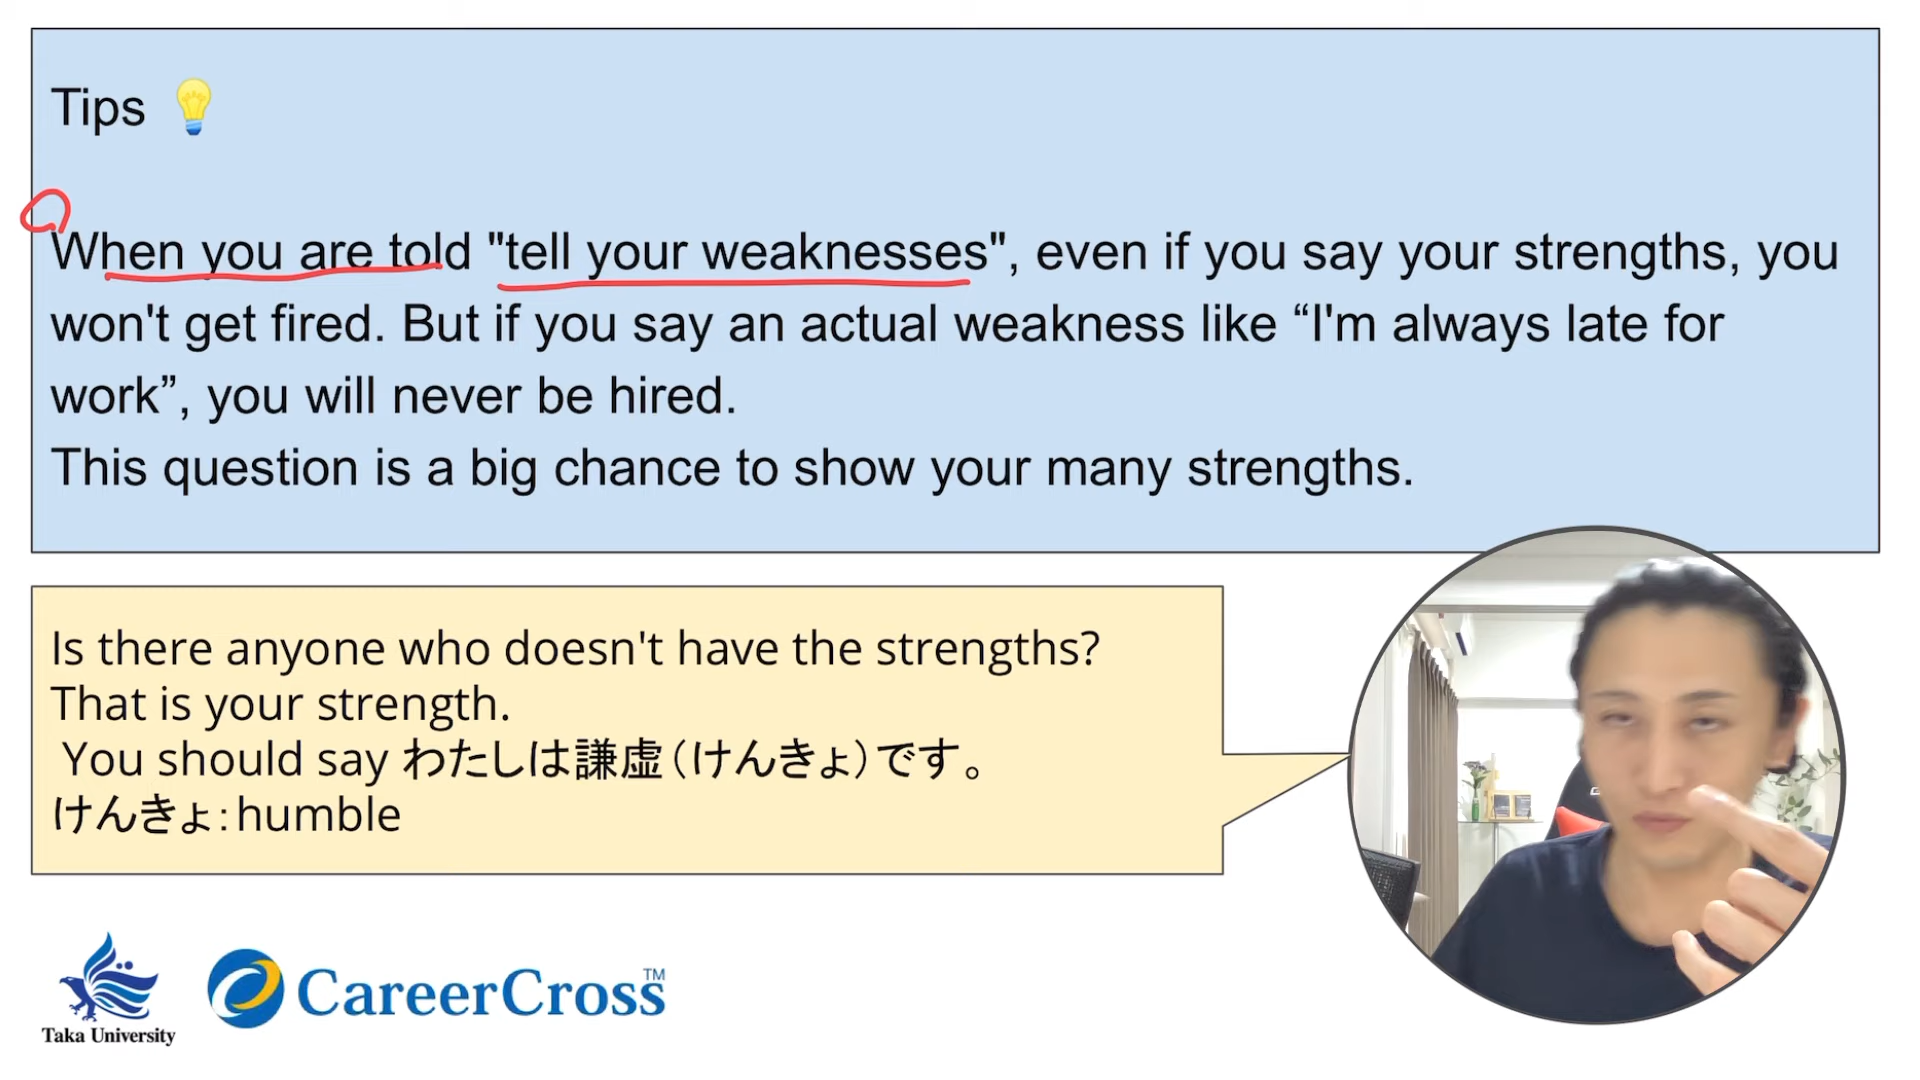 Tips 💡
When you are told "tell your weaknesses", even if you say your strengths, you
won't get fired. But if you say an actual weakness like “I'm always late for
work”, you will never be hired.
This question is a big chance to show your many strengths.
Is there anyone who doesn't have the strengths?
That is your strength.
You should say わたしは謙虚（けんきょ）です。
けんきょ：humble
Taka University
CareerCross™